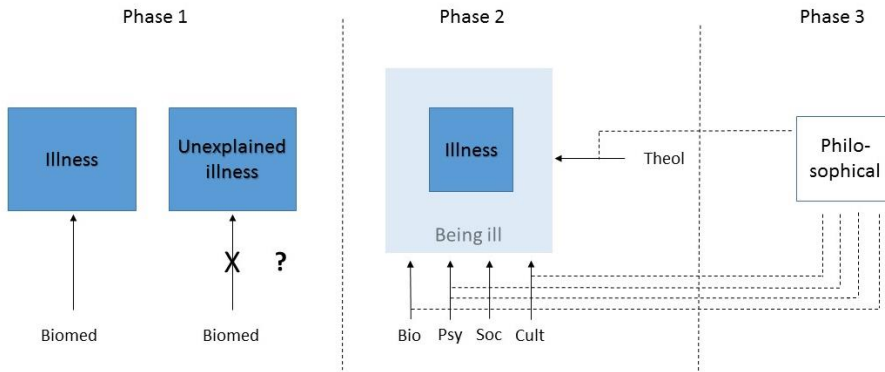 Phase 1
Phase 2
Phase 3
Illness
Unexplained
illness
Illness
Being ill
Theol
Philo-
sophical
X
?
Biomed
Biomed
Bio
Psy
Soc
Cult